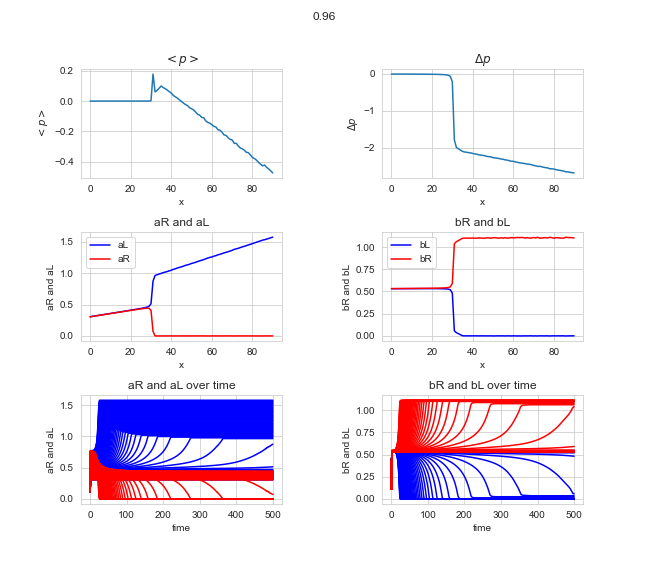 0.96
< p >
< p >
0.2
0.0
−0.2
−0.4
0
20
40
60
80
x
Δp
Δp
0
−1
−2
0
20
40
60
80
x
aR and aL
aR and aL
1.5
1.0
0.5
0.0
aL
aR
0
20
40
60
80
x
bR and bL
bR and bL
1.00
0.75
0.50
0.25
0.00
bL
bR
0
20
40
60
80
x
aR and aL over time
aR and aL
1.5
1.0
0.5
0.0
0
100
200
300
400
500
time
bR and bL over time
bR and bL
1.00
0.75
0.50
0.25
0.00
0
100
200
300
400
500
time